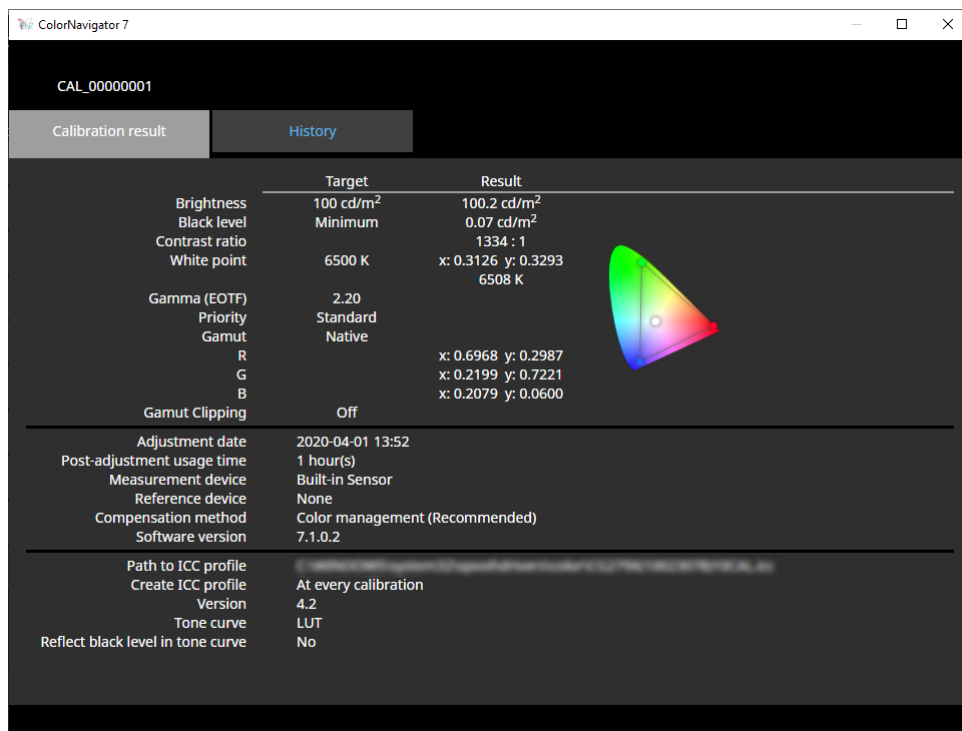 ColorNavigator 7
CAL_00000001
Calibration result History
Target Result
Brightness 100 cd/m² 100.2 cd/m²
Black level Minimum 0.07 cd/m²
Contrast ratio 1334 : 1
White point 6500 K x: 0.3126 y: 0.3293
6508 K
Gamma (EOTF) 2.20
Priority Standard
Gamut Native
R x: 0.6968 y: 0.2987
G x: 0.2199 y: 0.7221
B x: 0.2079 y: 0.0600
Gamut Clipping Off
Adjustment date 2020-04-01 13:52
Post-adjustment usage time 1 hour(s)
Measurement device Built-in Sensor
Reference device None
Compensation method Color management (Recommended)
Software version 7.1.0.2
Path to ICC profile
Create ICC profile At every calibration
Version 4.2
Tone curve LUT
Reflect black level in tone curve No